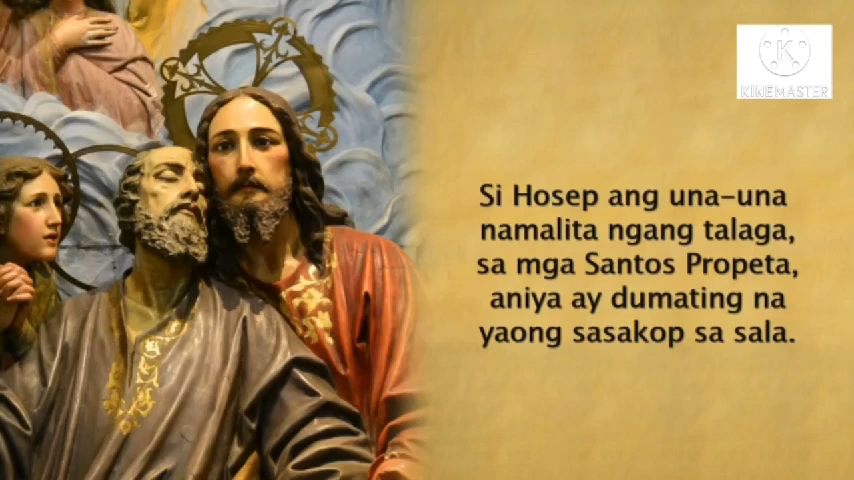 KINEMASTER
Si Hosep ang una-una
namalita ngang talaga,
sa mga Santos Propeta,
aniya ay dumating na
yaong sasakop sa sala.